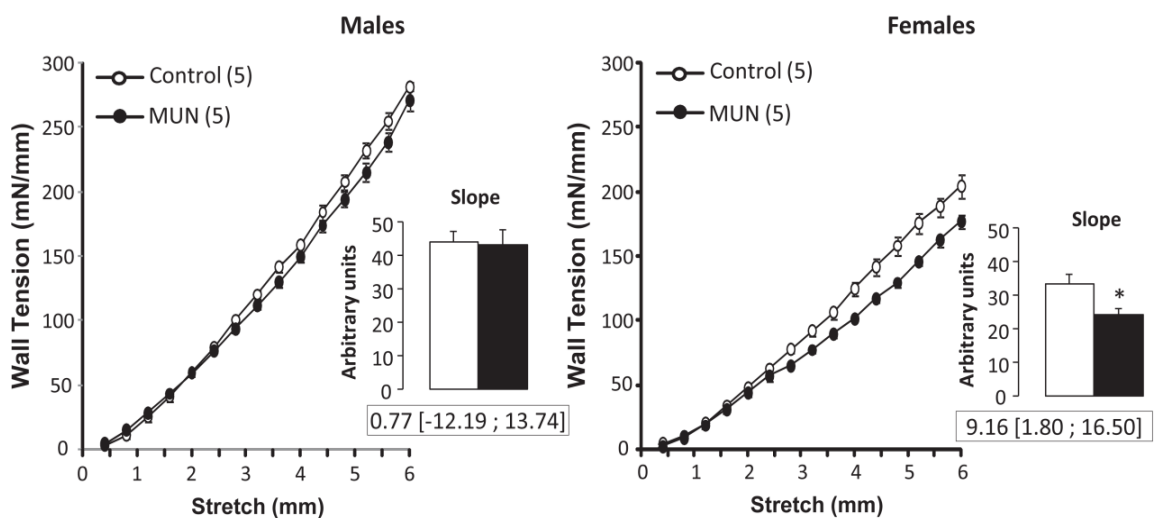 Males
Wall Tension (mN/mm)
300
250
200
150
100
50
0
Control (5)
MUN (5)
Slope
Arbitrary units
50
40
30
20
10
0
0.77 [-12.19 ; 13.74]
0 1 2 3 4 5 6
Stretch (mm)
Females
Wall Tension (mN/mm)
300
250
200
150
100
50
0
Control (5)
MUN (5)
Slope
Arbitrary units
50
40
30
20
10
0
*
9.16 [1.80 ; 16.50]
0 1 2 3 4 5 6
Stretch (mm)